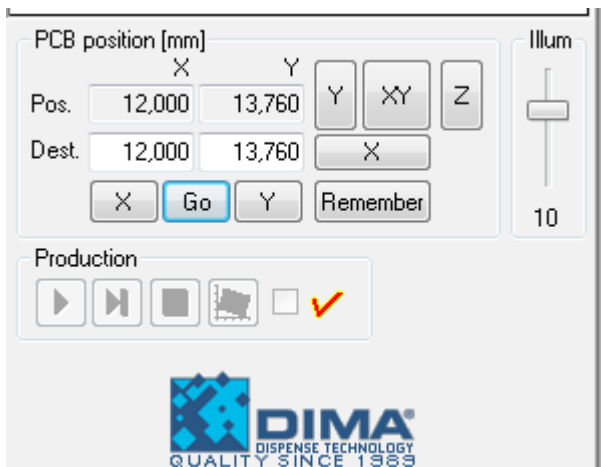 PCB position [mm]
Illum
X Y
Pos. 12,000 13,760 Y XY Z
Dest. 12,000 13,760 X
X Go Y Remember
10
Production
DIMA®
DISPENSE TECHNOLOGY
QUALITY SINCE 1983